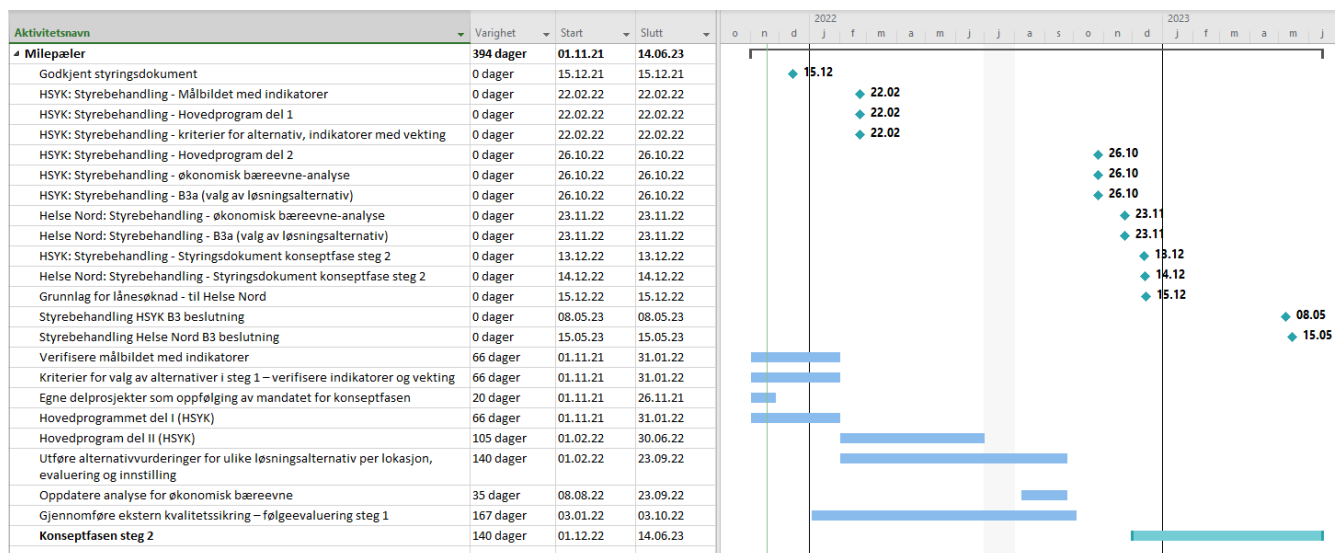 2022 2023
Aktivitetsnavn Varighet Start Slutt o n d j f m a m j j a s o n d j f m a m j
Milepæler 394 dager 01.11.21 14.06.23
Godkjent styringsdokument 0 dager 15.12.21 15.12.21 15.12
HSYK: Styrebehandling - Målbildet med indikatorer 0 dager 22.02.22 22.02.22 22.02
HSYK: Styrebehandling - Hovedprogram del 1 0 dager 22.02.22 22.02.22 22.02
HSYK: Styrebehandling - kriterier for alternativ, indikatorer med vekting 0 dager 22.02.22 22.02.22 22.02
HSYK: Styrebehandling - Hovedprogram del 2 0 dager 26.10.22 26.10.22 26.10
HSYK: Styrebehandling - økonomisk bæreevne-analyse 0 dager 26.10.22 26.10.22 26.10
HSYK: Styrebehandling - B3a (valg av løsningsalternativ) 0 dager 26.10.22 26.10.22 26.10
Helse Nord: Styrebehandling - økonomisk bæreevne-analyse 0 dager 23.11.22 23.11.22 23.11
Helse Nord: Styrebehandling - B3a (valg av løsningsalternativ) 0 dager 23.11.22 23.11.22 23.11
HSYK: Styrebehandling - Styringsdokument konseptfase steg 2 0 dager 13.12.22 13.12.22 13.12
Helse Nord: Styrebehandling - Styringsdokument konseptfase steg 2 0 dager 14.12.22 14.12.22 14.12
Grunnlag for lånesøknad - til Helse Nord 0 dager 15.12.22 15.12.22 15.12
Styrebehandling HSYK B3 beslutning 0 dager 08.05.23 08.05.23 08.05
Styrebehandling Helse Nord B3 beslutning 0 dager 15.05.23 15.05.23 15.05
Verifisere målbildet med indikatorer 66 dager 01.11.21 31.01.22
Kriterier for valg av alternativer i steg 1 – verifisere indikatorer og vekting 66 dager 01.11.21 31.01.22
Egne delprosjekter som oppfølging av mandatet for konseptfasen 20 dager 01.11.21 26.11.21
Hovedprogrammet del I (HSYK) 66 dager 01.11.21 31.01.22
Hovedprogram del II (HSYK) 105 dager 01.02.22 30.06.22
Utføre alternativvurderinger for ulike løsningsalternativ per lokasjon, 140 dager 01.02.22 23.09.22
evaluering og innstilling
Oppdatere analyse for økonomisk bæreevne 35 dager 08.08.22 23.09.22
Gjennomføre ekstern kvalitetssikring – følgeevaluering steg 1 167 dager 03.01.22 03.10.22
Konseptfasen steg 2 140 dager 01.12.22 14.06.23